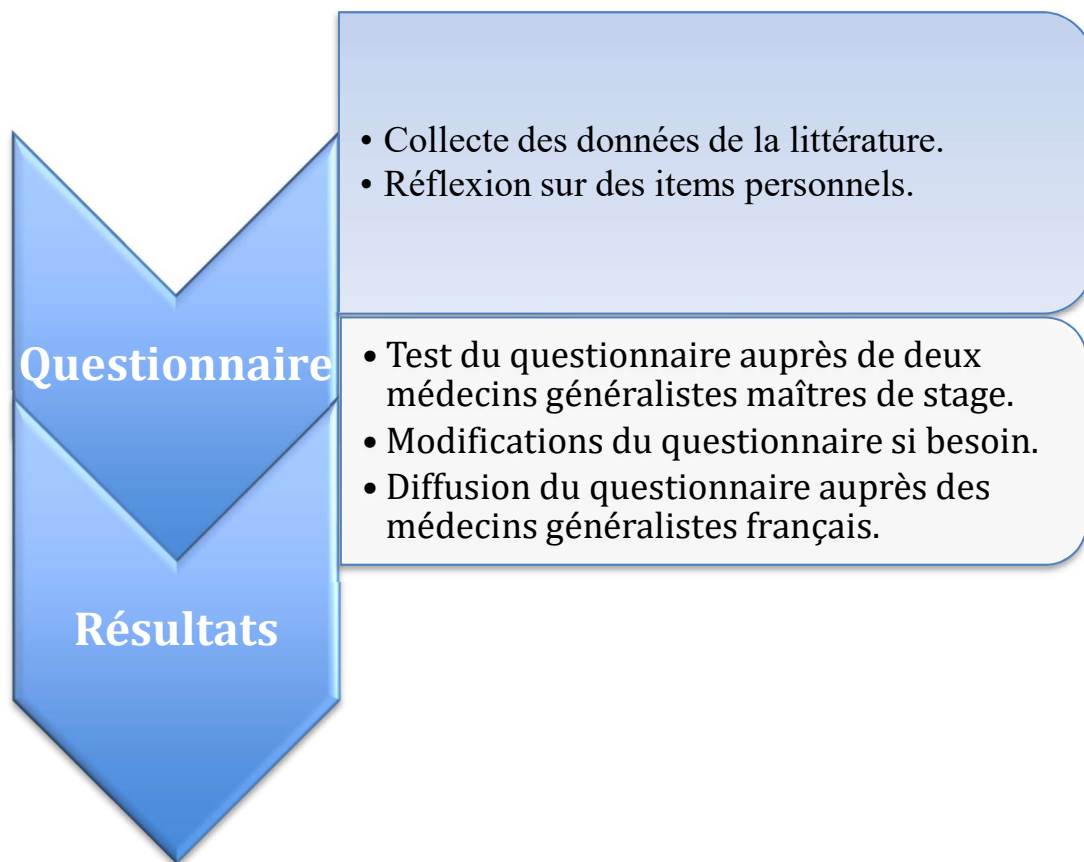 • Collecte des données de la littérature.
• Réflexion sur des items personnels.
Questionnaire
• Test du questionnaire auprès de deux
médecins généralistes maîtres de stage.
• Modifications du questionnaire si besoin.
• Diffusion du questionnaire auprès des
médecins généralistes français.
Résultats